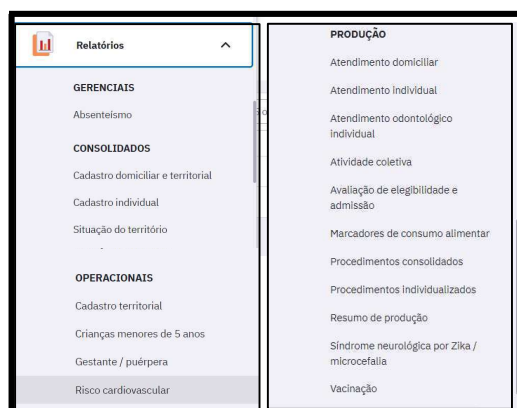 Relatórios
GERENCIAIS
Absenteísmo
CONSOLIDADOS
Cadastro domiciliar e territorial
Cadastro individual
Situação do território
OPERACIONAIS
Cadastro territorial
Crianças menores de 5 anos
Gestante / puérpera
Risco cardiovascular
PRODUÇÃO
Atendimento domiciliar
Atendimento individual
Atendimento odontológico
individual
Atividade coletiva
Avaliação de elegibilidade e
admissão
Marcadores de consumo alimentar
Procedimentos consolidados
Procedimentos individualizados
Resumo de produção
Síndrome neurológica por Zika /
microcefalia
Vacinação